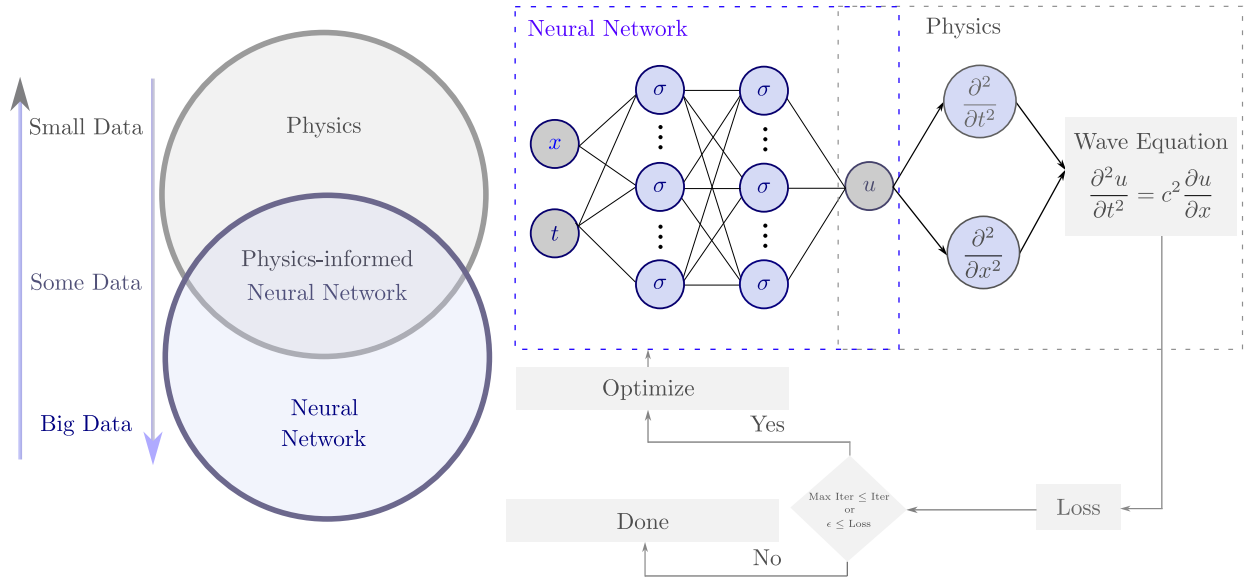 Small Data
Some Data
Big Data
Physics
Physics-informed
Neural Network
Neural
Network
Neural Network
Physics
x
t
σ
σ
σ
σ
σ
σ
u
∂²/∂t²
∂²/∂x²
Wave Equation
∂²u/∂t² = c² ∂u/∂x
Optimize
Yes
Max Iter ≤ Iter
or
ϵ ≤ Loss
Loss
Done
No